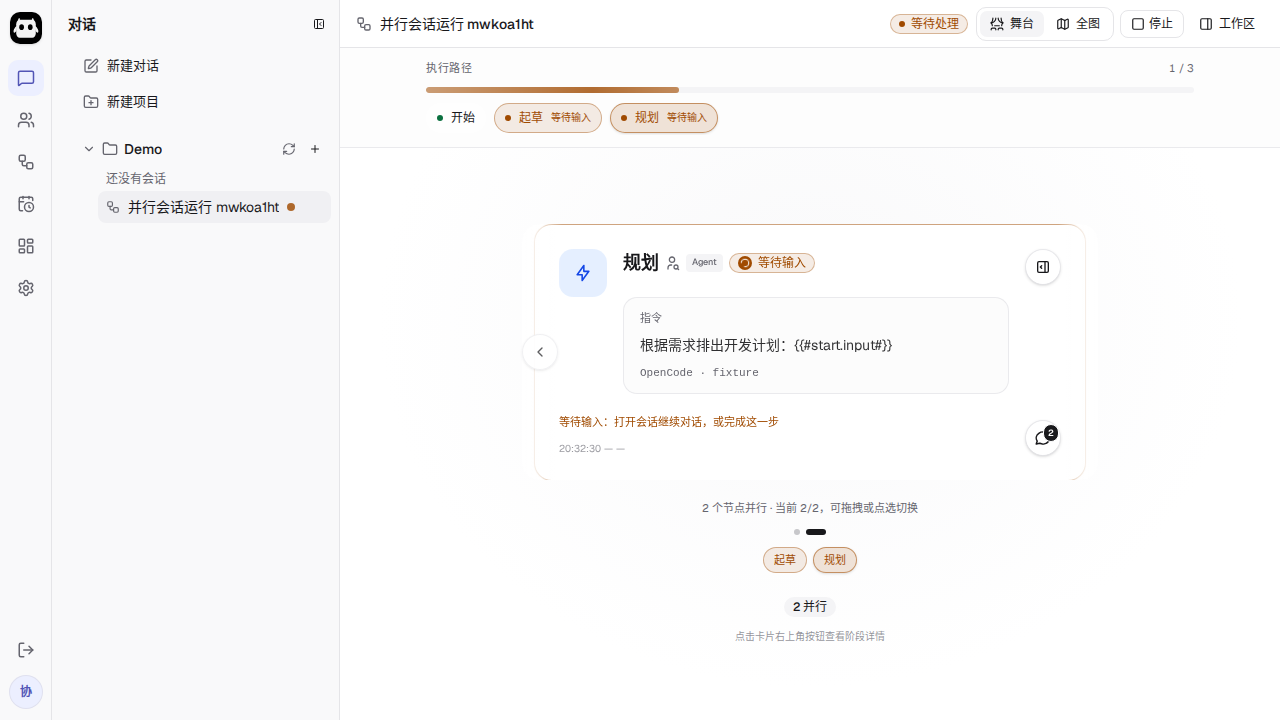 对话
新建对话
新建项目
Demo
还没有会话
并行会话运行 mwkoa1ht
协
并行会话运行 mwkoa1ht
等待处理
舞台
全图
停止
工作区
执行路径
1 / 3
开始
起草 等待输入
规划 等待输入
规划
Agent
等待输入
指令
根据需求排出开发计划：{{#start.input#}}
OpenCode · fixture
等待输入：打开会话继续对话，或完成这一步
20:32:30 — —
2
2 个节点并行 · 当前 2/2，可拖拽或点选切换
起草
规划
2 并行
点击卡片右上角按钮查看阶段详情